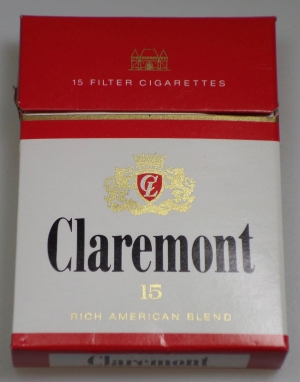 15 FILTER CIGARETTES
CL
Claremont
15
RICH AMERICAN BLEND
Claremont